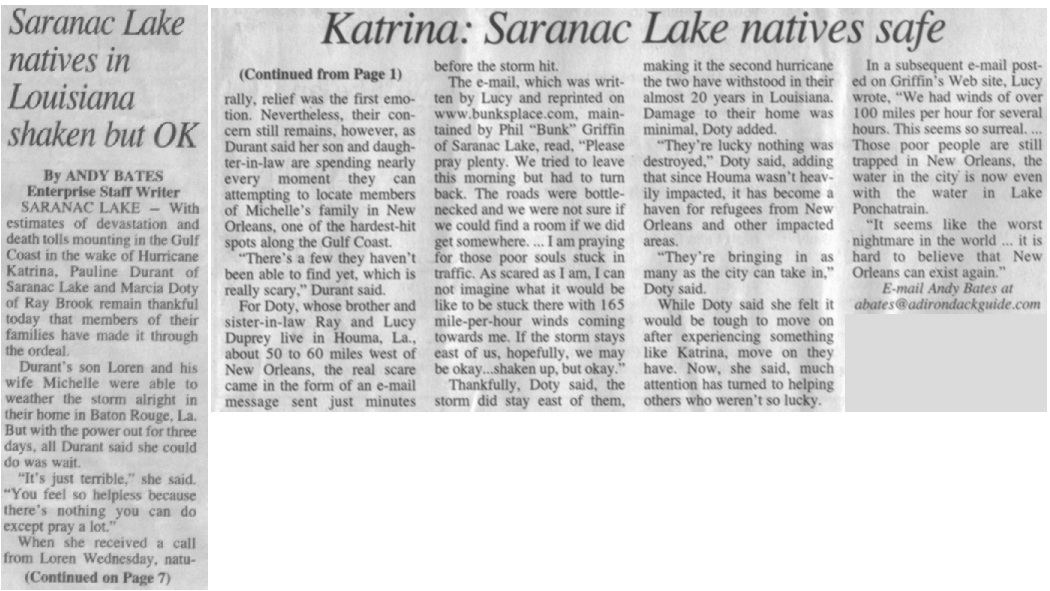 Saranac Lake
natives in
Louisiana
shaken but OK
By ANDY BATES
Enterprise Staff Writer
SARANAC LAKE — With
estimates of devastation and
death tolls mounting in the Gulf
Coast in the wake of Hurricane
Katrina, Pauline Durant of
Saranac Lake and Marcia Doty
of Ray Brook remain thankful
today that members of their
families have made it through
the ordeal.
Durant's son Loren and his
wife Michelle were able to
weather the storm alright in
their home in Baton Rouge, La.
But with the power out for three
days, all Durant said she could
do was wait.
"It's just terrible," she said.
"You feel so helpless because
there's nothing you can do
except pray a lot."
When she received a call
from Loren Wednesday, natu-
(Continued on Page 7)
Katrina: Saranac Lake natives safe
(Continued from Page 1)
rally, relief was the first emo-
tion. Nevertheless, their con-
cern still remains, however, as
Durant said her son and daugh-
ter-in-law are spending nearly
every moment they can
attempting to locate members
of Michelle's family in New
Orleans, one of the hardest-hit
spots along the Gulf Coast.
"There's a few they haven't
been able to find yet, which is
really scary," Durant said.
For Doty, whose brother and
sister-in-law Ray and Lucy
Duprey live in Houma, La.,
about 50 to 60 miles west of
New Orleans, the real scare
came in the form of an e-mail
message sent just minutes
before the storm hit.
The e-mail, which was writ-
ten by Lucy and reprinted on
www.bunksplace.com, main-
tained by Phil "Bunk" Griffin
of Saranac Lake, read, "Please
pray plenty. We tried to leave
this morning but had to turn
back. The roads were bottle-
necked and we were not sure if
we could find a room if we did
get somewhere. ... I am praying
for those poor souls stuck in
traffic. As scared as I am, I can
not imagine what it would be
like to be stuck there with 165
mile-per-hour winds coming
towards me. If the storm stays
east of us, hopefully, we may
be okay...shaken up, but okay."
Thankfully, Doty said, the
storm did stay east of them,
making it the second hurricane
the two have withstood in their
almost 20 years in Louisiana.
Damage to their home was
minimal, Doty added.
"They're lucky nothing was
destroyed," Doty said, adding
that since Houma wasn't heav-
ily impacted, it has become a
haven for refugees from New
Orleans and other impacted
areas.
"They're bringing in as
many as the city can take in,"
Doty said.
While Doty said she felt it
would be tough to move on
after experiencing something
like Katrina, move on they
have. Now, she said, much
attention has turned to helping
others who weren't so lucky.
In a subsequent e-mail post-
ed on Griffin's Web site, Lucy
wrote, "We had winds of over
100 miles per hour for several
hours. This seems so surreal. ...
Those poor people are still
trapped in New Orleans, the
water in the city is now even
with the water in Lake
Ponchatrain.
"It seems like the worst
nightmare in the world ... it is
hard to believe that New
Orleans can exist again."
E-mail Andy Bates at
abates@adirondackguide.com